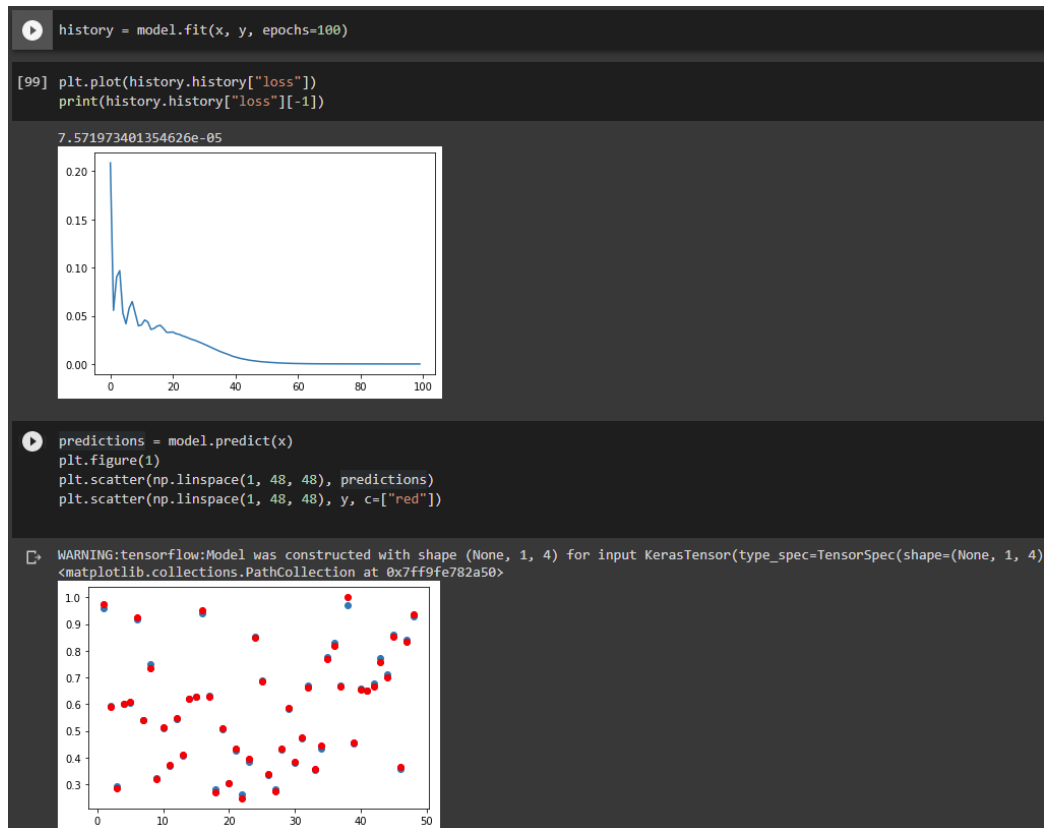 history = model.fit(x, y, epochs=100)
[99] plt.plot(history.history["loss"])
print(history.history["loss"][-1])
7.571973401354626e-05
0.20
0.15
0.10
0.05
0.00
0 20 40 60 80 100
predictions = model.predict(x)
plt.figure(1)
plt.scatter(np.linspace(1, 48, 48), predictions)
plt.scatter(np.linspace(1, 48, 48), y, c=["red"])
WARNING:tensorflow:Model was constructed with shape (None, 1, 4) for input KerasTensor(type_spec=TensorSpec(shape=(None, 1, 4)
<matplotlib.collections.PathCollection at 0x7ff9fe782a50>
1.0
0.9
0.8
0.7
0.6
0.5
0.4
0.3
0 10 20 30 40 50